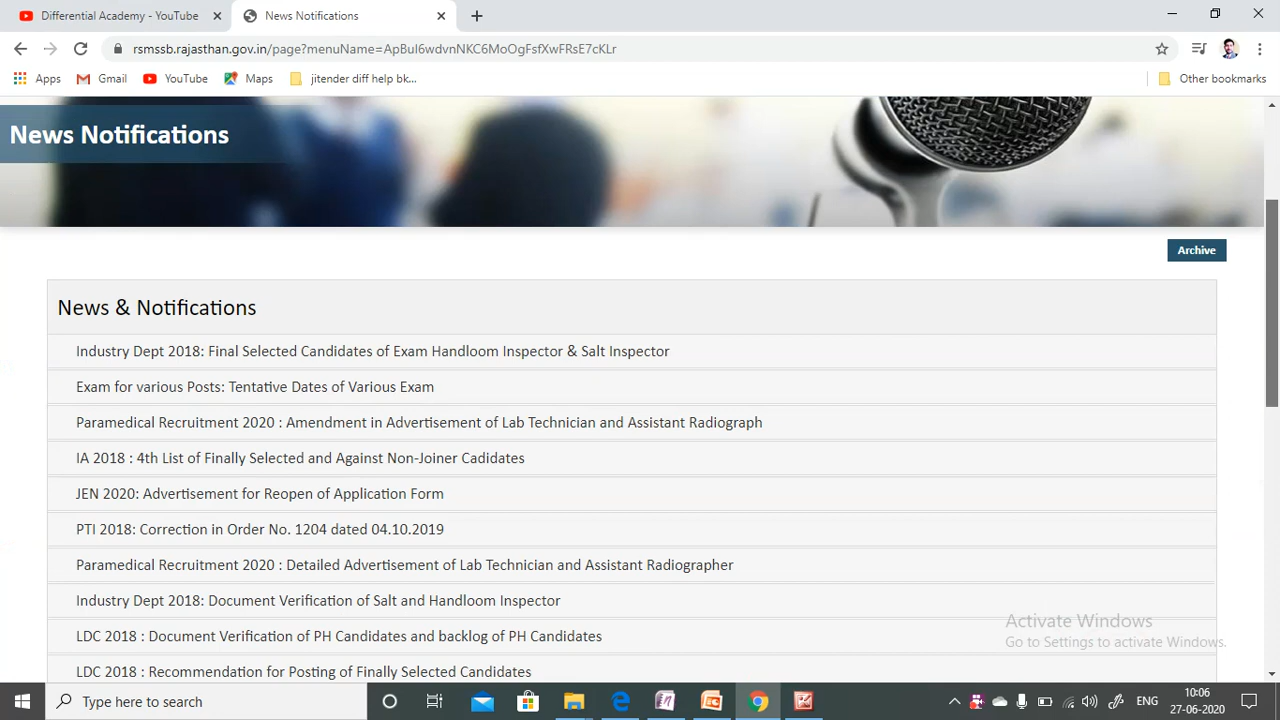 Differential Academy - YouTube
News Notifications
rsmssb.rajasthan.gov.in/page?menuName=ApBul6wdvnNKC6MoOgFsfXwFRsE7cKLr
Apps
Gmail
YouTube
Maps
jitender diff help bk...
Other bookmarks
News Notifications
Archive
News & Notifications
Industry Dept 2018: Final Selected Candidates of Exam Handloom Inspector & Salt Inspector
Exam for various Posts: Tentative Dates of Various Exam
Paramedical Recruitment 2020 : Amendment in Advertisement of Lab Technician and Assistant Radiograph
IA 2018 : 4th List of Finally Selected and Against Non-Joiner Cadidates
JEN 2020: Advertisement for Reopen of Application Form
PTI 2018: Correction in Order No. 1204 dated 04.10.2019
Paramedical Recruitment 2020 : Detailed Advertisement of Lab Technician and Assistant Radiographer
Industry Dept 2018: Document Verification of Salt and Handloom Inspector
LDC 2018 : Document Verification of PH Candidates and backlog of PH Candidates
LDC 2018 : Recommendation for Posting of Finally Selected Candidates
Activate Windows
Go to Settings to activate Windows.
Type here to search
ENG
10:06
27-06-2020